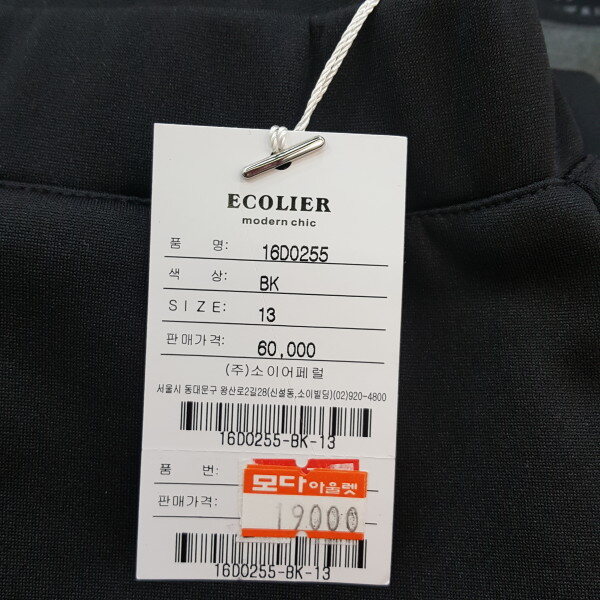 ECOLIER
modern chic
품 명: 16D0255
색 상: BK
SIZE: 13
판매가격: 60,000
(주)소이어페럴
서울시 동대문구 왕산로2길28(신설동,소이빌딩)(02)920-4800
16D0255-BK-13
품 번:
모다아울렛
판매가격: 19000
16D0255-BK-13